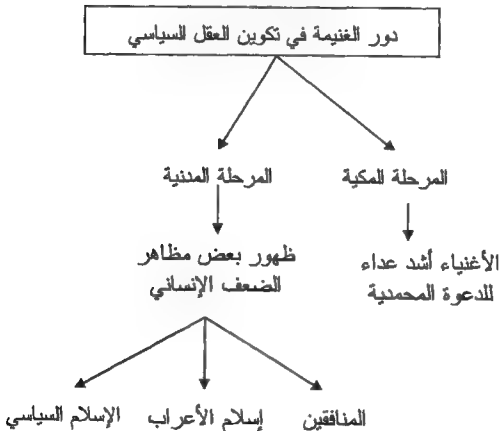 دور الغنيمة في تكوين العقل السياسي
المرحلة المكية
المرحلة المدنية
الأغنياء أشد عداء
للدعوة المحمدية
ظهور بعض مظاهر
الضعف الإنساني
المنافقين
إسلام الأعراب
الإسلام السياسي